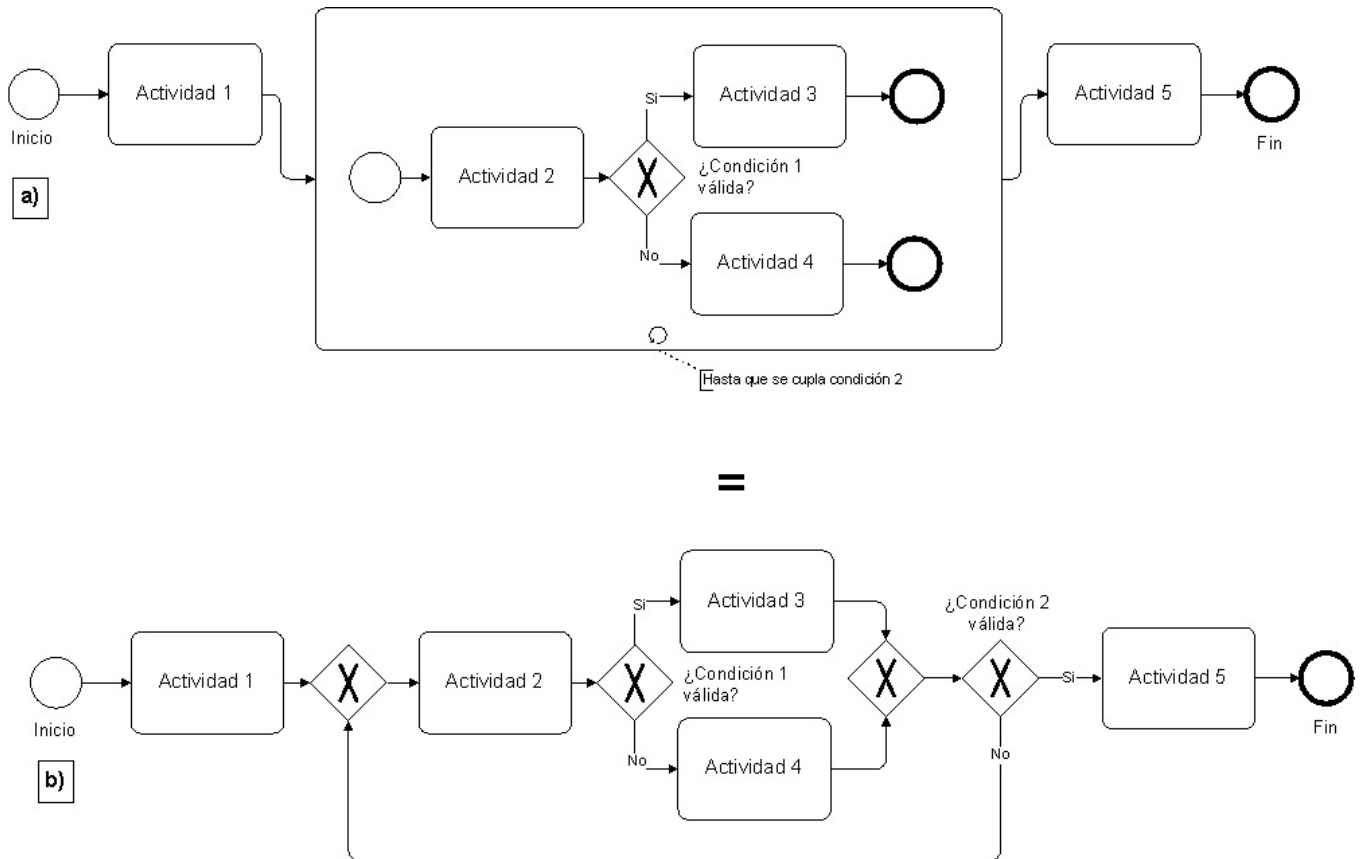 Actividad 1
Inicio
a)
Actividad 2
Si
Actividad 3
¿Condición 1
válida?
No
Actividad 4
Hasta que se cupla condición 2
Actividad 5
Fin
=
Inicio
b)
Actividad 1
Actividad 2
Si
Actividad 3
¿Condición 1
válida?
No
Actividad 4
¿Condición 2
válida?
Si
No
Actividad 5
Fin